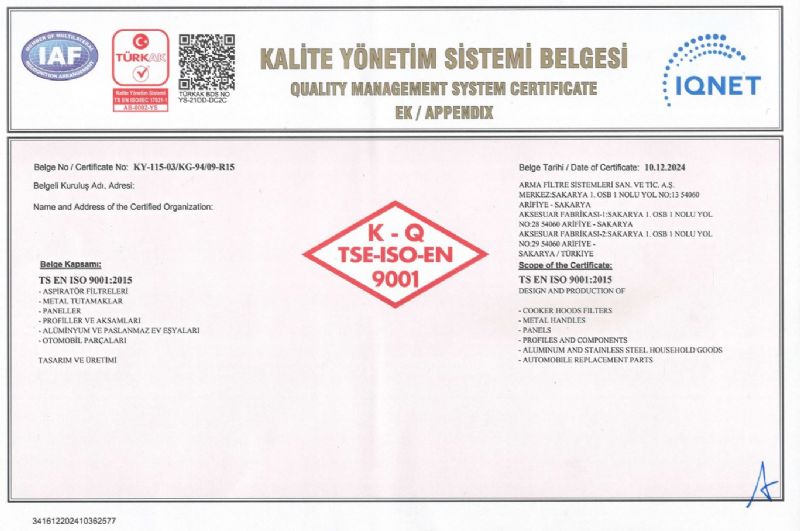 MEMBER OF MULTILATERAL
IAF
RECOGNITION ARRANGEMENT
TÜRKAK
Kalite Yönetim Sistemi
TS EN ISO/IEC 17021-1
AB-0002-YS
TÜRKAK BDS NO
YS-21DD-DC2C
KALİTE YÖNETİM SİSTEMİ BELGESİ
QUALITY MANAGEMENT SYSTEM CERTIFICATE
EK / APPENDIX
IQNET
Belge No / Certificate No: KY-115-03/KG-94/09-R15
Belge Tarihi / Date of Certificate: 10.12.2024
Belgeli Kuruluş Adı, Adresi:
Name and Address of the Certified Organization:
ARMA FİLTRE SİSTEMLERİ SAN. VE TİC. A.Ş.
MERKEZ:SAKARYA 1. OSB 1 NOLU YOL NO;13 54060
ARİFİYE - SAKARYA
AKSESUAR FABRİKASI-1:SAKARYA 1. OSB 1 NOLU YOL
NO:28 54060 ARİFİYE - SAKARYA
AKSESUAR FABRİKASI-2:SAKARYA 1. OSB 1 NOLU YOL
NO:29 54060 ARİFİYE -
SAKARYA / TÜRKİYE
K - Q
TSE-ISO-EN
9001
Belge Kapsamı:
TS EN ISO 9001:2015
- ASPİRATÖR FİLTRELERİ
- METAL TUTAMAKLAR
- PANELLER
- PROFİLLER VE AKSAMLARI
- ALÜMİNYUM VE PASLANMAZ EV EŞYALARI
- OTOMOBİL PARÇALARI
TASARIM VE ÜRETİMİ
Scope of the Certificate:
TS EN ISO 9001:2015
DESIGN AND PRODUCTION OF
- COOKER HOODS FILTERS
- METAL HANDLES
- PANELS
- PROFILES AND COMPONENTS
- ALUMINUM AND STAINLESS STEEL HOUSEHOLD GOODS
- AUTOMOBILE REPLACEMENT PARTS
341612202410362577